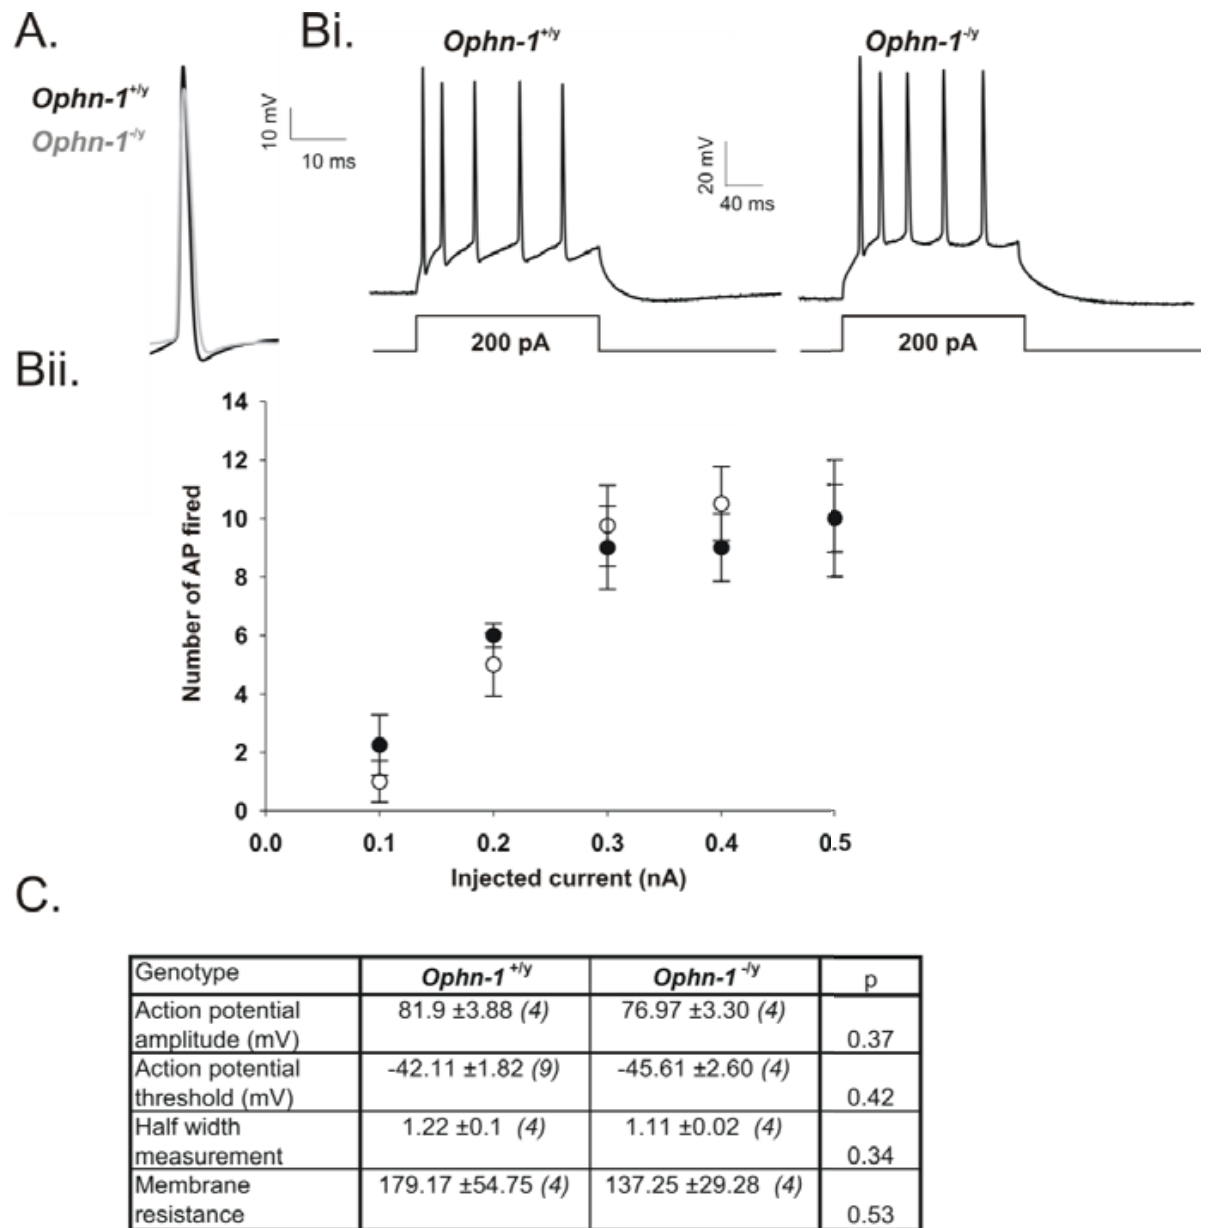 A.
Bi.
Ophn-1+/y
Ophn-1-/y
Ophn-1+/y
Ophn-1-/y
10 mV
10 ms
20 mV
40 ms
200 pA
200 pA
Bii.
14
12
10
8
6
4
2
0
Number of AP fired
0.0 0.1 0.2 0.3 0.4 0.5
Injected current (nA)
C.
Genotype Ophn-1 +/y Ophn-1 -/y p
Action potential 81.9 ±3.88 (4) 76.97 ±3.30 (4)
amplitude (mV) 0.37
Action potential -42.11 ±1.82 (9) -45.61 ±2.60 (4)
threshold (mV) 0.42
Half width 1.22 ±0.1 (4) 1.11 ±0.02 (4)
measurement 0.34
Membrane 179.17 ±54.75 (4) 137.25 ±29.28 (4)
resistance 0.53